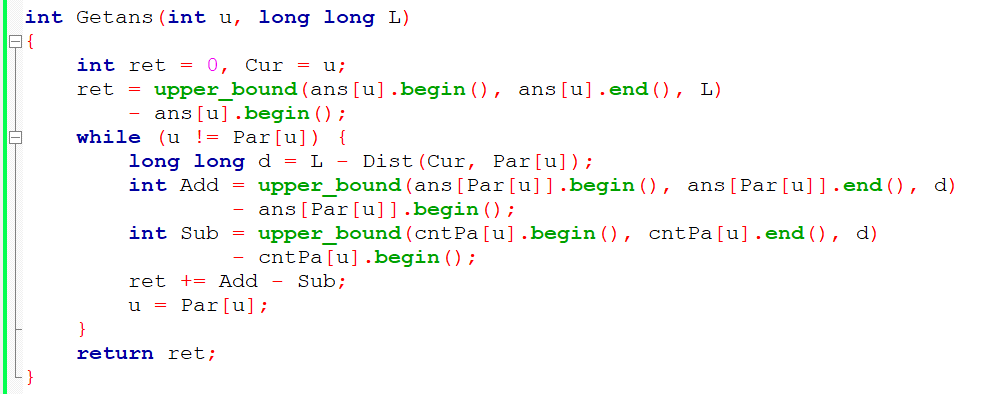 int Getans(int u, long long L)
{
    int ret = 0, Cur = u;
    ret = upper_bound(ans[u].begin(), ans[u].end(), L)
        - ans[u].begin();
    while (u != Par[u]) {
        long long d = L - Dist(Cur, Par[u]);
        int Add = upper_bound(ans[Par[u]].begin(), ans[Par[u]].end(), d)
                - ans[Par[u]].begin();
        int Sub = upper_bound(cntPa[u].begin(), cntPa[u].end(), d)
                - cntPa[u].begin();
        ret += Add - Sub;
        u = Par[u];
    }
    return ret;
}